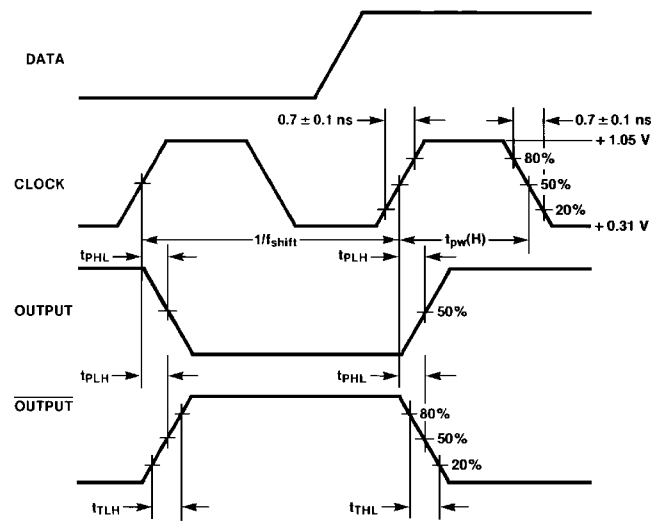 DATA
0.7 ± 0.1 ns
0.7 ± 0.1 ns
+ 1.05 V
80%
CLOCK
50%
20%
+ 0.31 V
1/fshift
tpw(H)
tPHL
tPLH
OUTPUT
50%
tPLH
tPHL
OUTPUT
80%
50%
20%
tTLH
tTHL